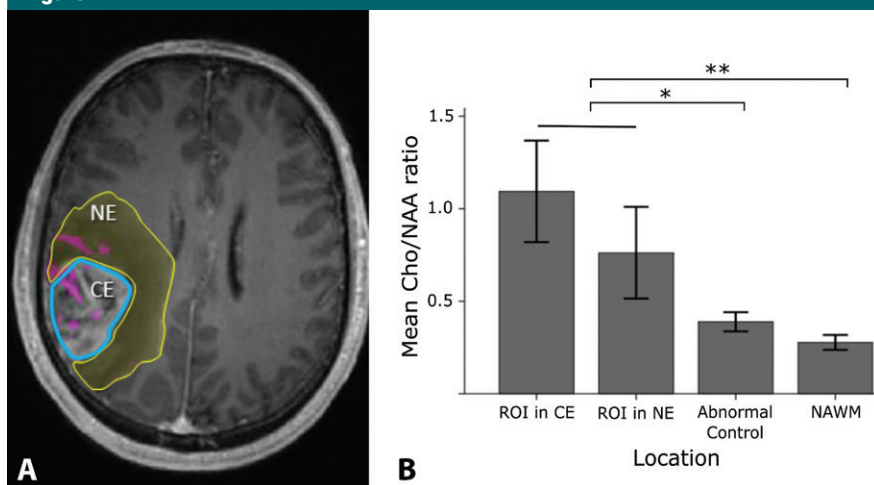 NE
CE
A
**
*
Mean Cho/NAA ratio
1.5
1.0
0.5
ROI in CE
ROI in NE
Abnormal
Control
NAWM
Location
B